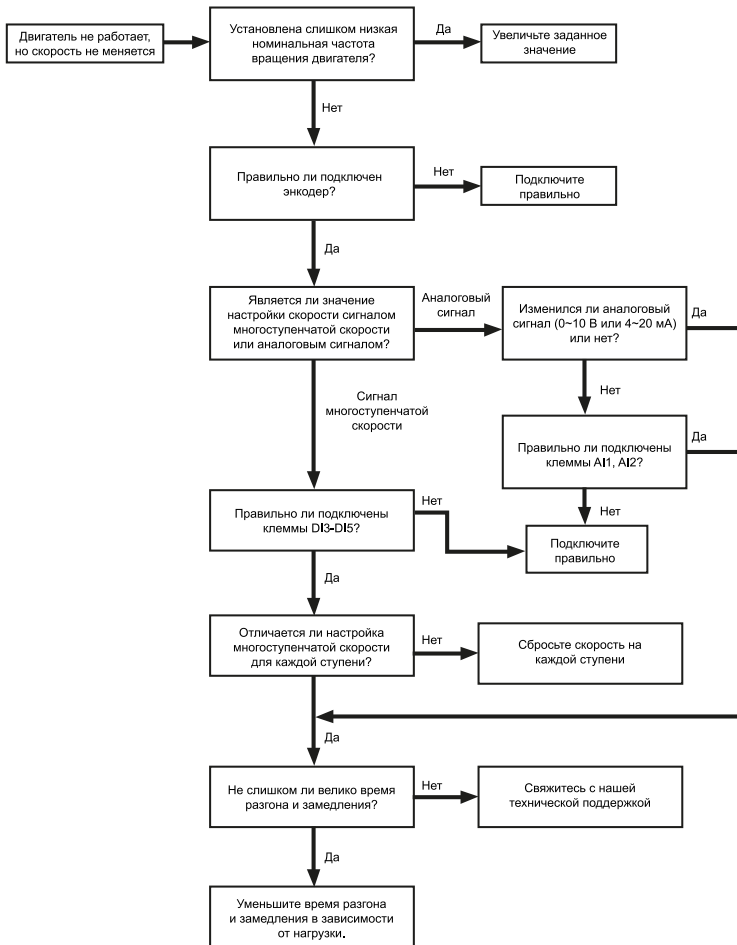 Двигатель не работает,
но скорость не меняется
Установлена слишком низкая
номинальная частота
вращения двигателя?
Да
Увеличьте заданное
значение
Нет
Правильно ли подключен
энкодер?
Нет
Подключите
правильно
Да
Является ли значение
настройки скорости сигналом
многоступенчатой скорости
или аналоговым сигналом?
Аналоговый
сигнал
Изменился ли аналоговый
сигнал (0~10 В или 4~20 мА)
или нет?
Да
Нет
Сигнал
многоступенчатой
скорости
Правильно ли подключены
клеммы AI1, AI2?
Да
Нет
Правильно ли подключены
клеммы DI3-DI5?
Нет
Подключите
правильно
Да
Отличается ли настройка
многоступенчатой скорости
для каждой ступени?
Нет
Сбросьте скорость на
каждой ступени
Да
Не слишком ли велико время
разгона и замедления?
Нет
Свяжитесь с нашей
технической поддержкой
Да
Уменьшите время разгона
и замедления в зависимости
от нагрузки.